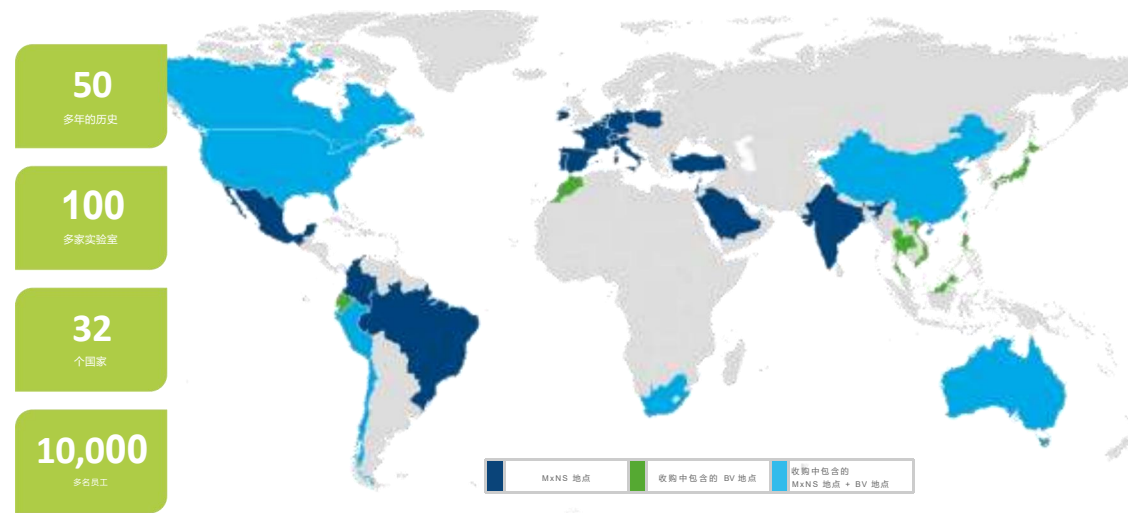 50
多年的历史
100
多家实验室
32
个国家
10,000
多名员工
MxNS 地点
收购中包含的 BV 地点
收购中包含的
MxNS 地点 + BV 地点